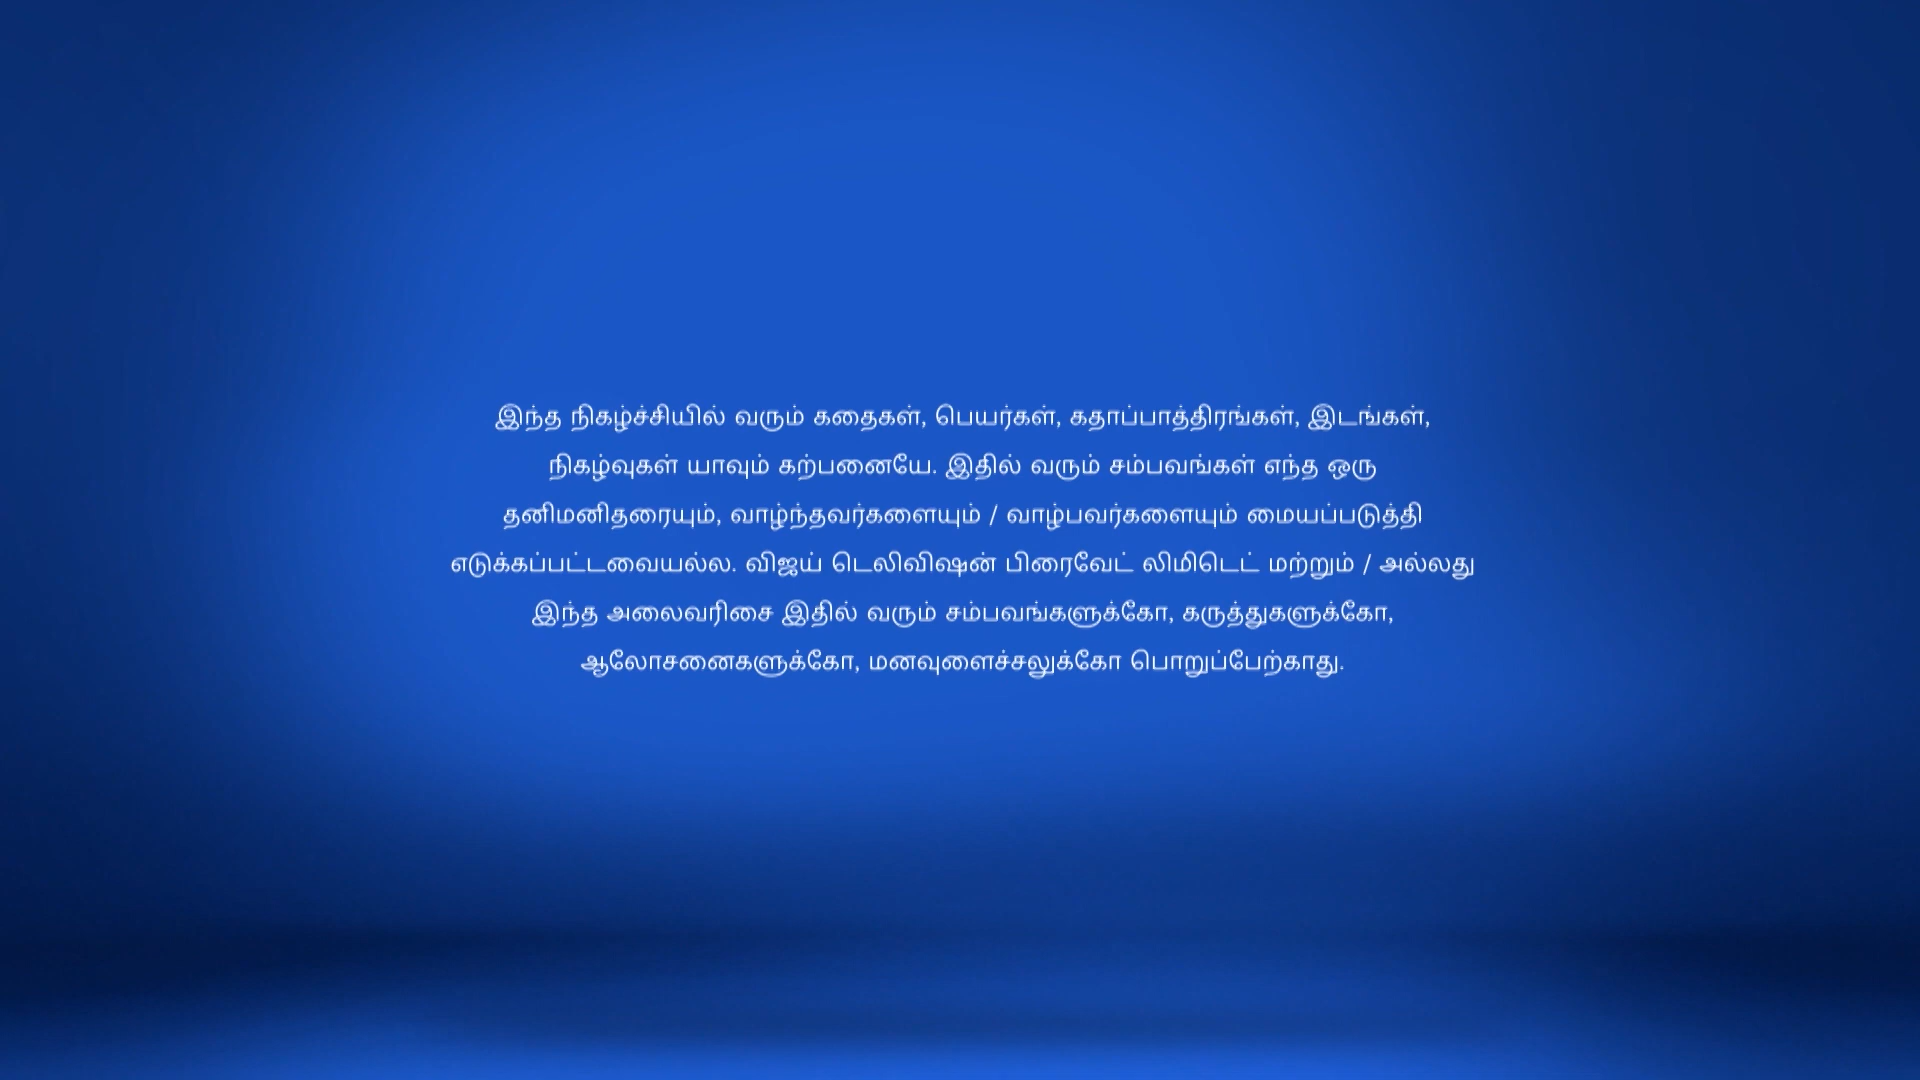 இந்த நிகழ்ச்சியில் வரும் கதைகள், பெயர்கள், கதாப்பாத்திரங்கள், இடங்கள்,
நிகழ்வுகள் யாவும் கற்பனையே. இதில் வரும் சம்பவங்கள் எந்த ஒரு
தனிமனிதரையும், வாழ்ந்தவர்களையும் / வாழ்பவர்களையும் மையப்படுத்தி
எடுக்கப்பட்டவையல்ல. விஜய் டெலிவிஷன் பிரைவேட் லிமிடெட் மற்றும் / அல்லது
இந்த அலைவரிசை இதில் வரும் சம்பவங்களுக்கோ, கருத்துகளுக்கோ,
ஆலோசனைகளுக்கோ, மனவுளைச்சலுக்கோ பொறுப்பேற்காது.